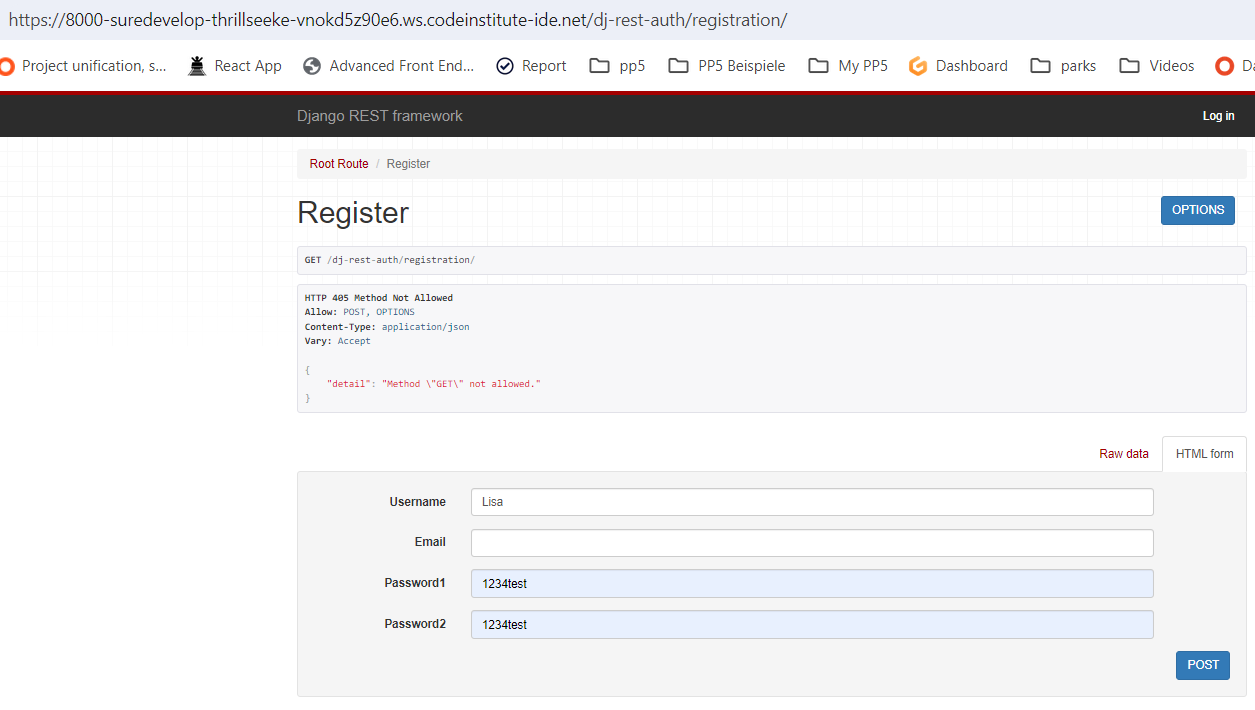 https://8000-suredevelop-thrillseeke-vnokd5z90e6.ws.codeinstitute-ide.net/dj-rest-auth/registration/
Project unification, s... React App Advanced Front End... Report pp5 PP5 Beispiele My PP5 Dashboard parks Videos
Django REST framework Log in
Root Route / Register
Register OPTIONS
GET /dj-rest-auth/registration/
HTTP 405 Method Not Allowed
Allow: POST, OPTIONS
Content-Type: application/json
Vary: Accept
{
"detail": "Method \"GET\" not allowed."
}
Raw data HTML form
Username Lisa
Email
Password1 1234test
Password2 1234test
POST